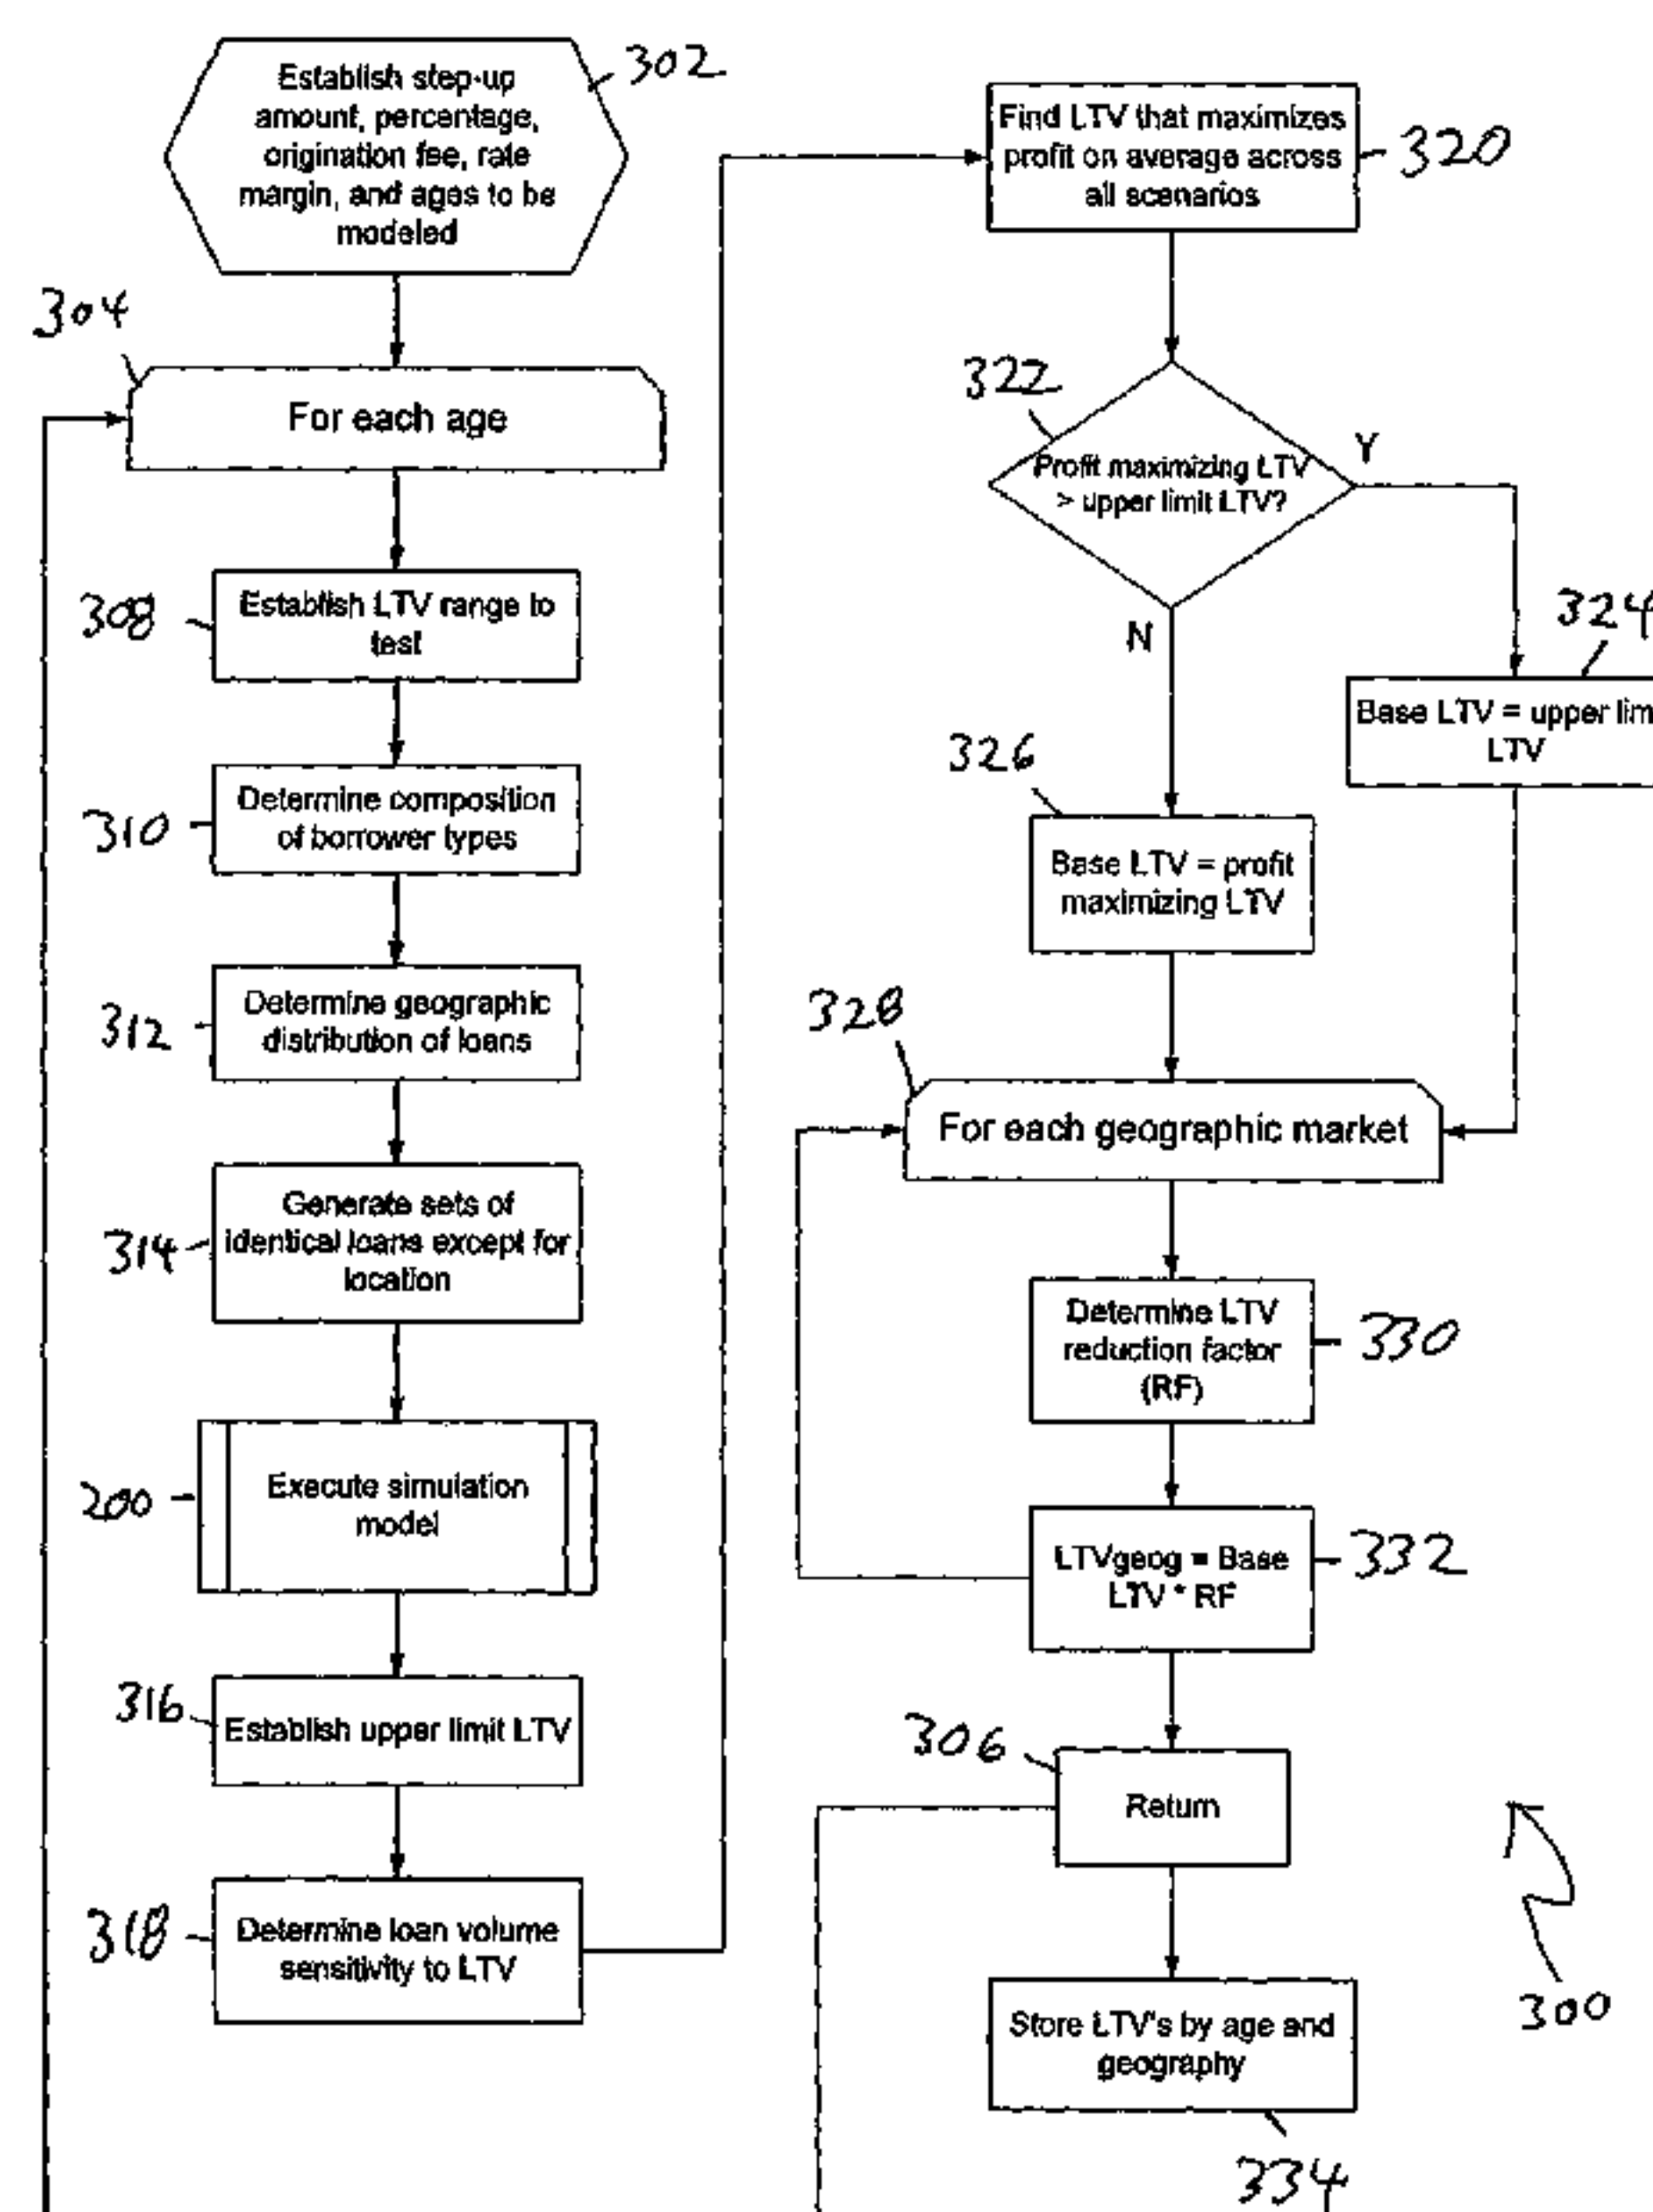 302
Establish step-up
amount, percentage,
origination fee, rate
margin, and ages to be
modeled
304
For each age
308
Establish LTV range to
test
310
Determine composition
of borrower types
312
Determine geographic
distribution of loans
314
Generate sets of
identical loans except for
location
200
Execute simulation
model
316
Establish upper limit LTV
318
Determine loan volume
sensitivity to LTV
Find LTV that maximizes
profit on average across
all scenarios
320
322
Profit maximizing LTV
> upper limit LTV?
Y
N
324
Base LTV = upper lim
LTV
326
Base LTV = profit
maximizing LTV
328
For each geographic market
Determine LTV
reduction factor
(RF)
330
LTVgeog = Base
LTV * RF
332
306
Return
300
Store LTV's by age and
geography
334